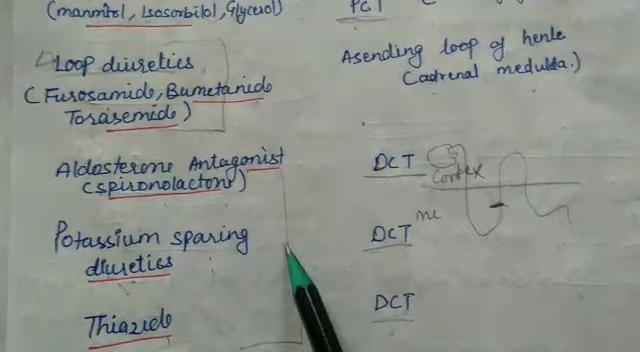 (mannitol, Isosorbilol, Glycerol) PCT
Loop diuretics Asending loop of henle
(Furosamide, Bumetanide (adrenal medulla.)
Torasemide)
Aldosterone Antagonist DCT
(spironolactone) Cortex
Potassium sparing DCT
diuretics
Thiazide DCT